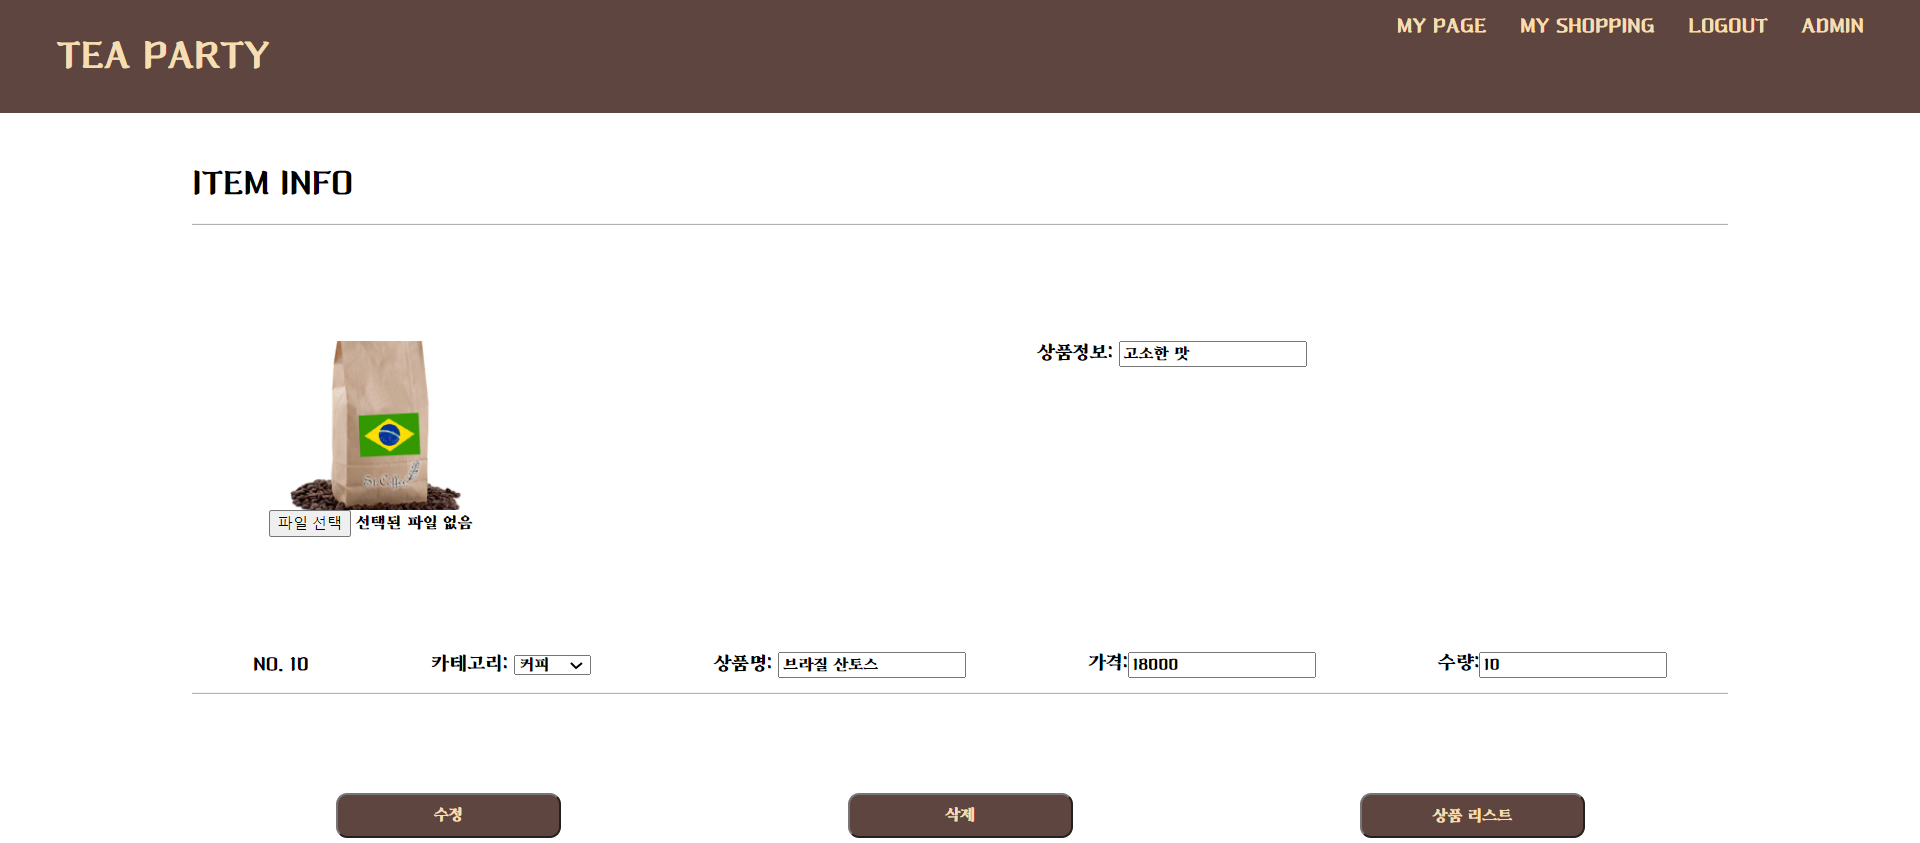 TEA PARTY
MY PAGE MY SHOPPING LOGOUT ADMIN
ITEM INFO
상품정보: 고소한 맛
파일 선택 선택된 파일 없음
NO. 10 카테고리: 커피 상품명: 브라질 산토스 가격:18000 수량:10
수정 삭제 상품 리스트